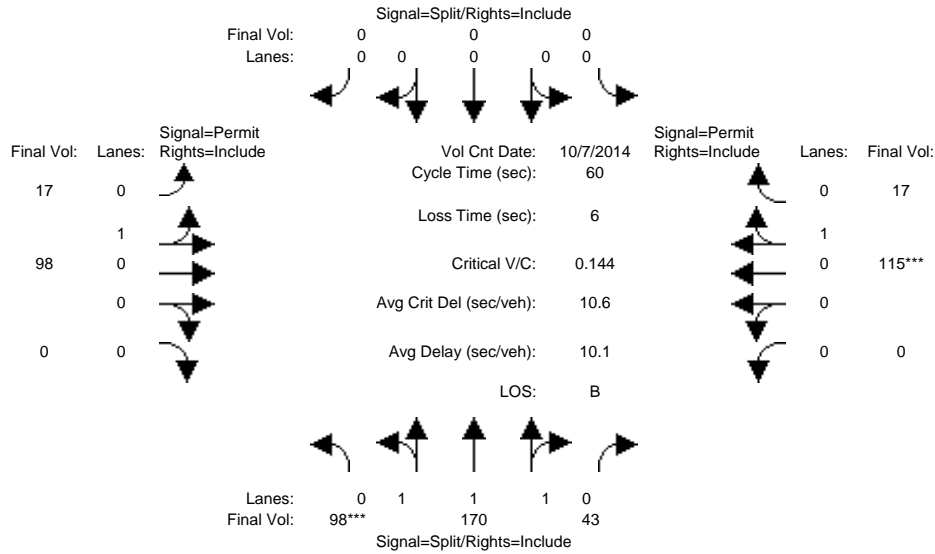 Signal=Split/Rights=Include
Final Vol: 0 0 0
Lanes: 0 0 0 0 0
Signal=Permit Signal=Permit
Final Vol: Lanes: Rights=Include Vol Cnt Date: 10/7/2014 Rights=Include Lanes: Final Vol:
Cycle Time (sec): 60
17 0 0 17
Loss Time (sec): 6
1 1
98 0 Critical V/C: 0.144 0 115***
0 Avg Crit Del (sec/veh): 10.6 0
0 0 Avg Delay (sec/veh): 10.1 0 0
LOS: B
Lanes: 0 1 1 1 0
Final Vol: 98*** 170 43
Signal=Split/Rights=Include